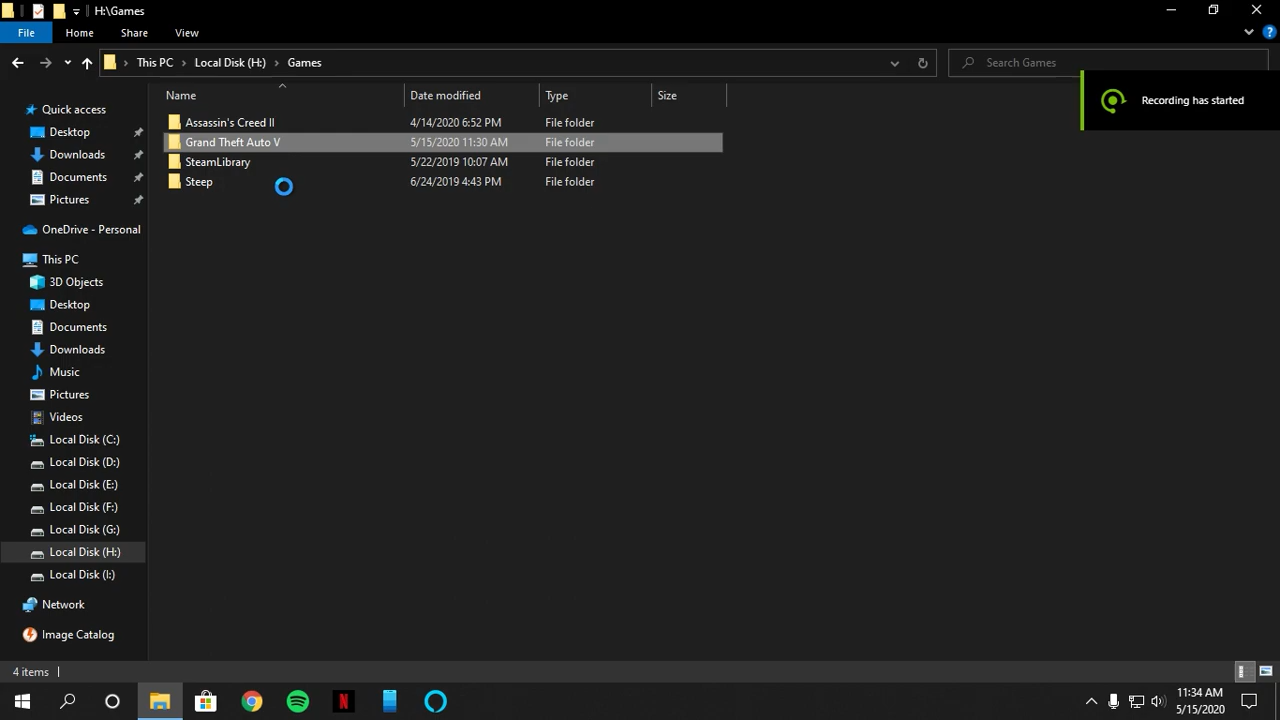 H:\Games
File Home Share View
This PC Local Disk (H:) Games
Search Games
Recording has started
Name Date modified Type Size
Assassin's Creed II 4/14/2020 6:52 PM File folder
Grand Theft Auto V 5/15/2020 11:30 AM File folder
SteamLibrary 5/22/2019 10:07 AM File folder
Steep 6/24/2019 4:43 PM File folder
Quick access
Desktop
Downloads
Documents
Pictures
OneDrive - Personal
This PC
3D Objects
Desktop
Documents
Downloads
Music
Pictures
Videos
Local Disk (C:)
Local Disk (D:)
Local Disk (E:)
Local Disk (F:)
Local Disk (G:)
Local Disk (H:)
Local Disk (I:)
Network
Image Catalog
4 items
11:34 AM
5/15/2020